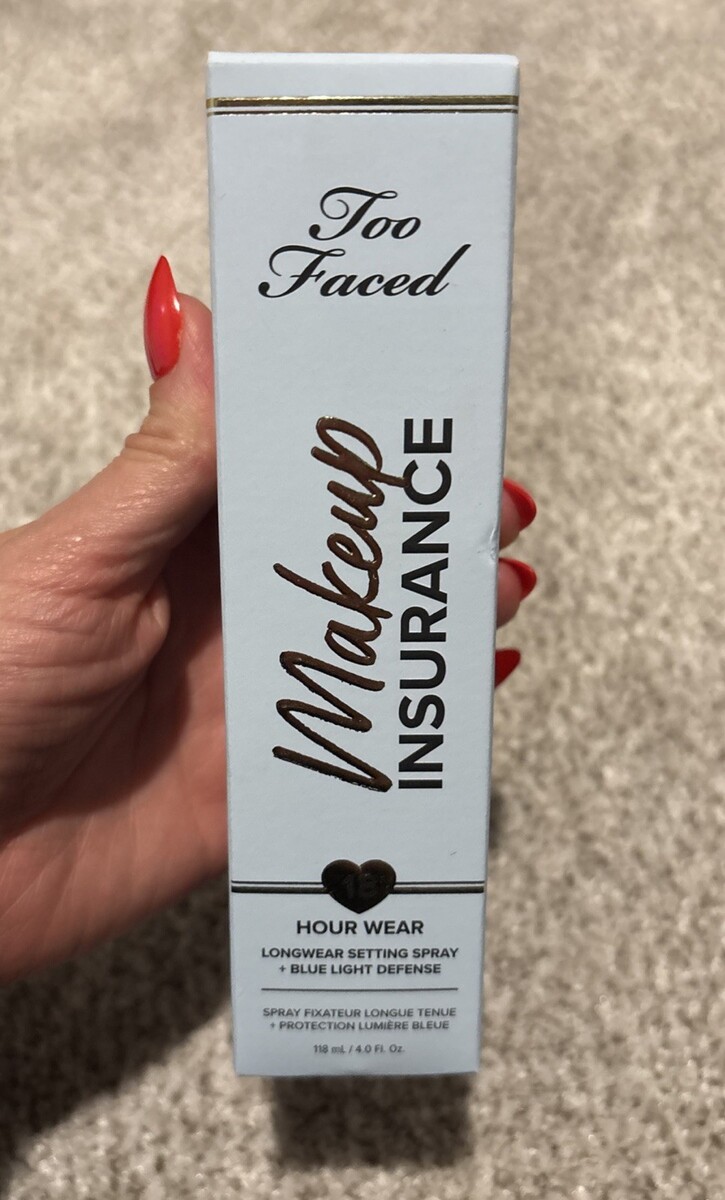 Too
Faced
Makeup
INSURANCE
HOUR WEAR
LONGWEAR SETTING SPRAY
+ BLUE LIGHT DEFENSE
SPRAY FIXATEUR LONGUE TENUE
+ PROTECTION LUMIÈRE BLEUE
118 mL / 4.0 Fl. Oz.